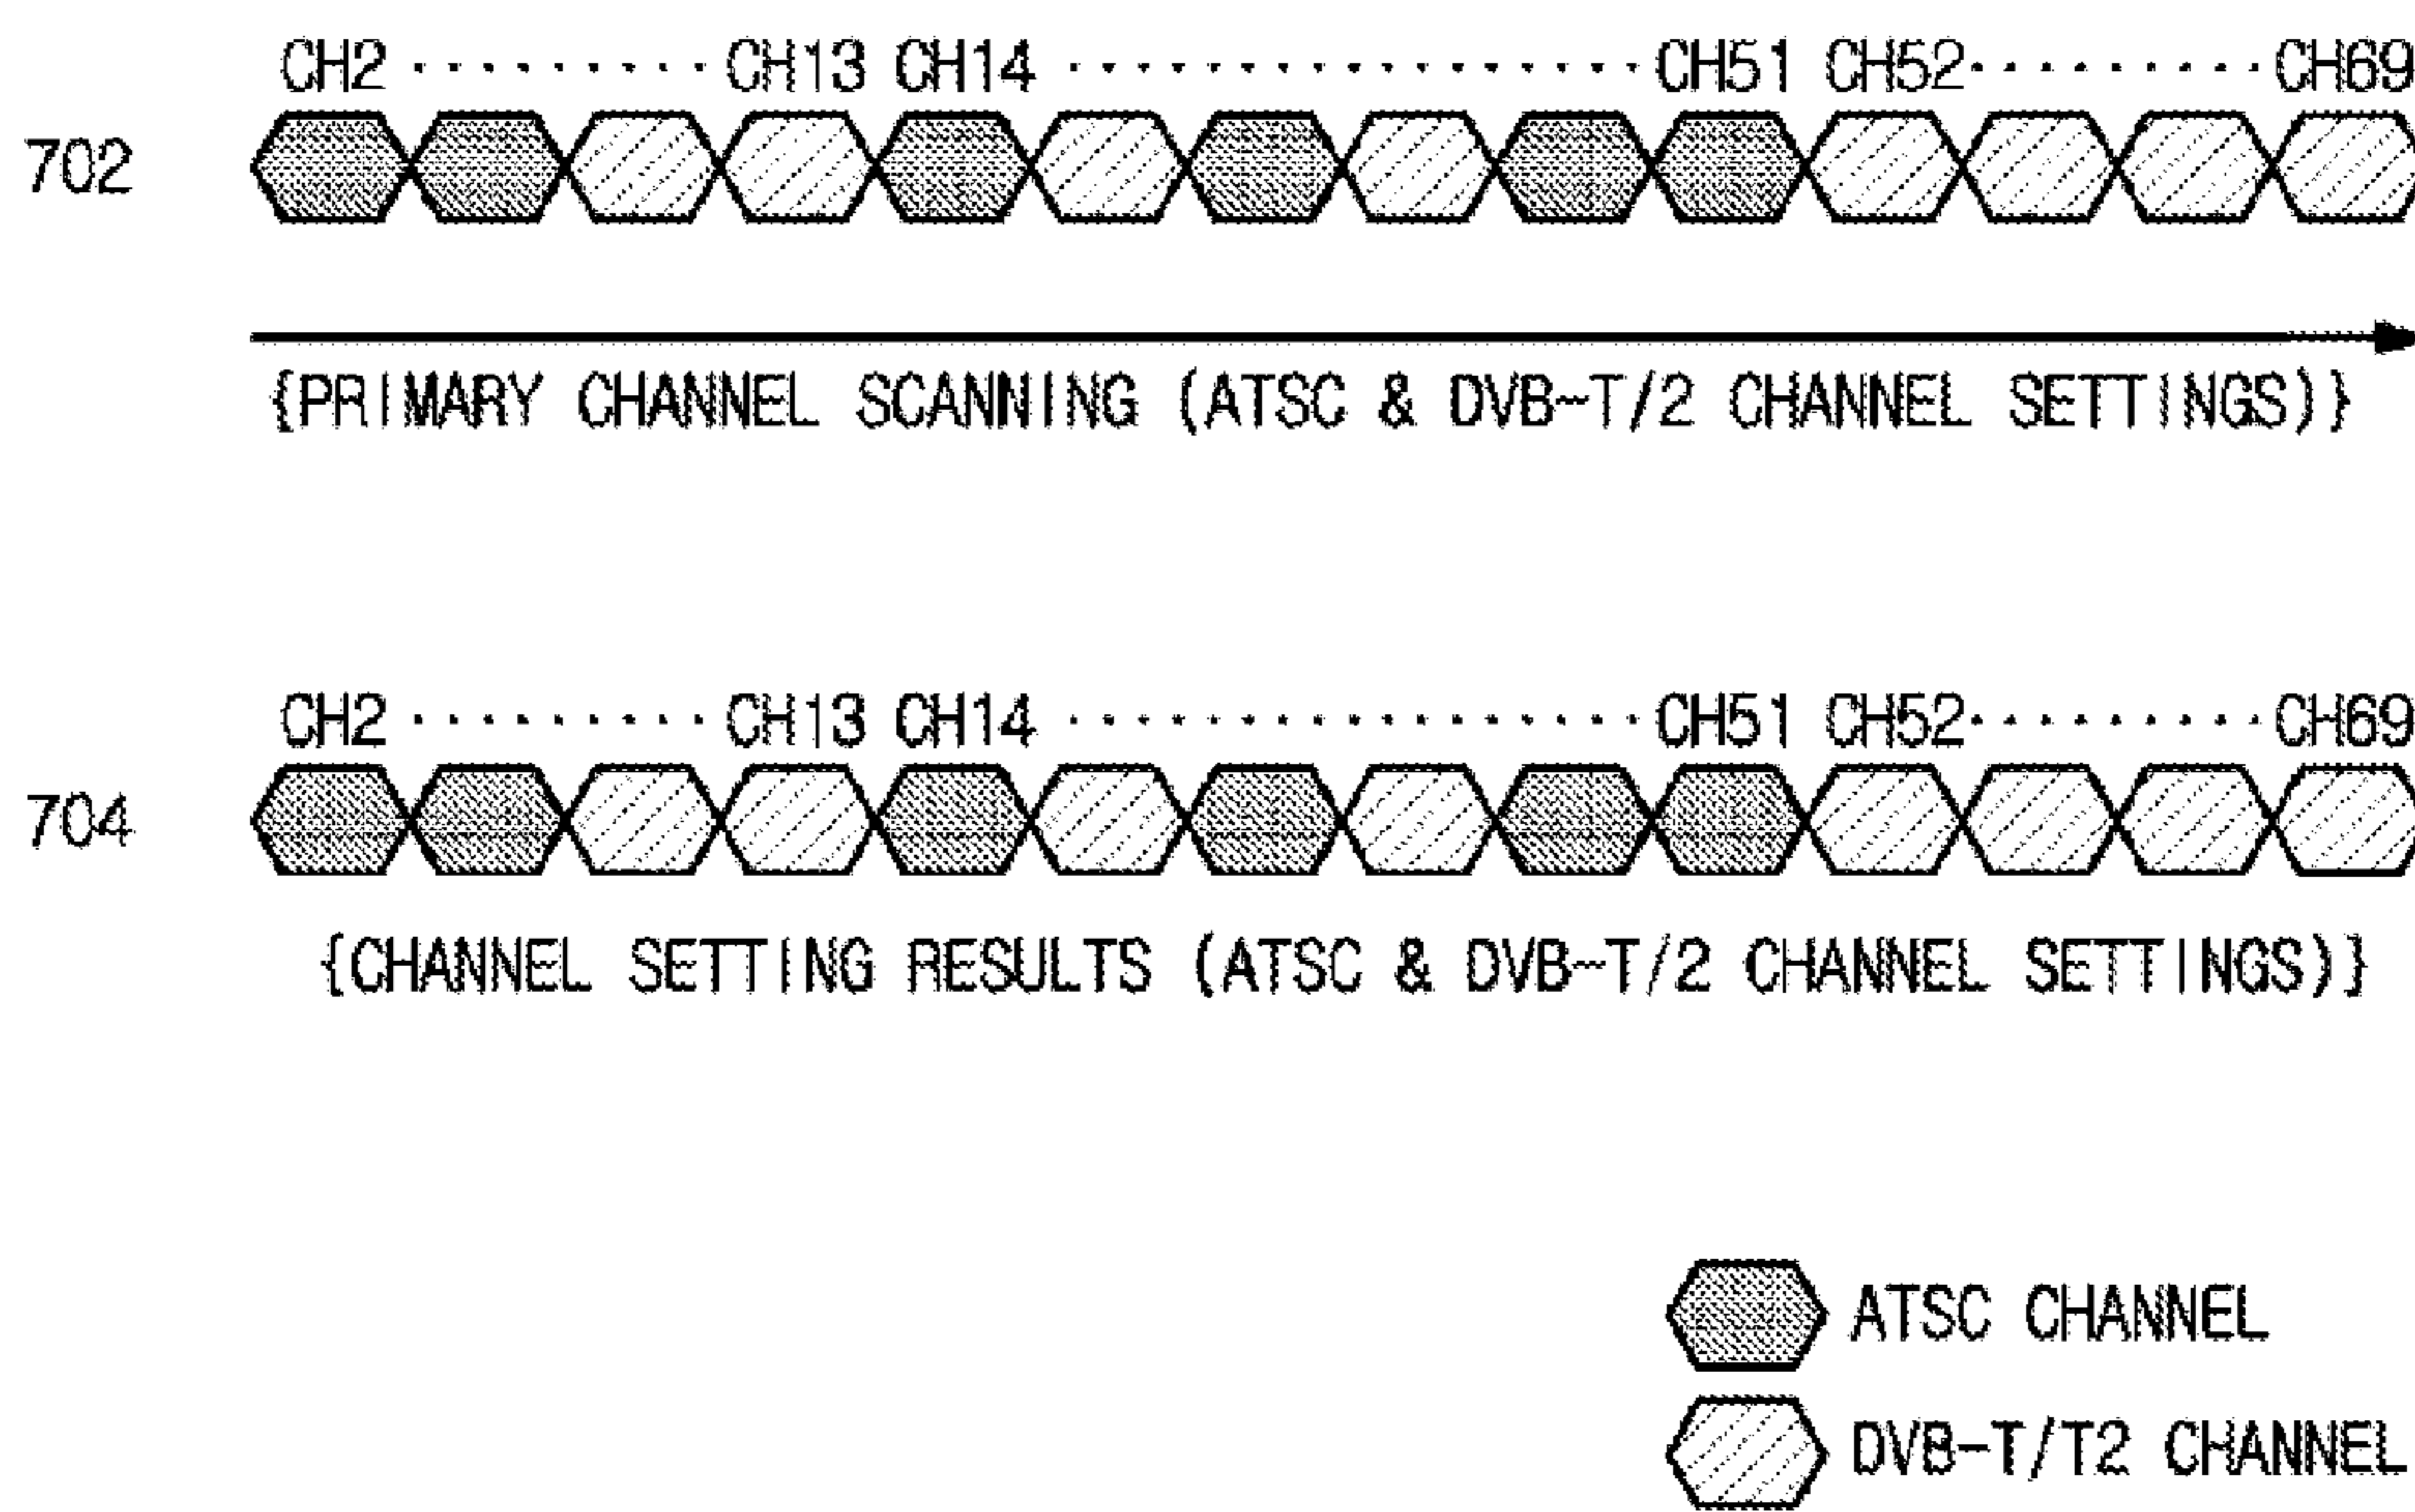 CH2 ········· CH13 CH14 ················· CH51 CH52 ········· CH69
702
{PRIMARY CHANNEL SCANNING (ATSC & DVB-T/2 CHANNEL SETTINGS)}
CH2 ········· CH13 CH14 ················· CH51 CH52 ········· CH69
704
{CHANNEL SETTING RESULTS (ATSC & DVB-T/2 CHANNEL SETTINGS)}
ATSC CHANNEL
DVB-T/T2 CHANNEL